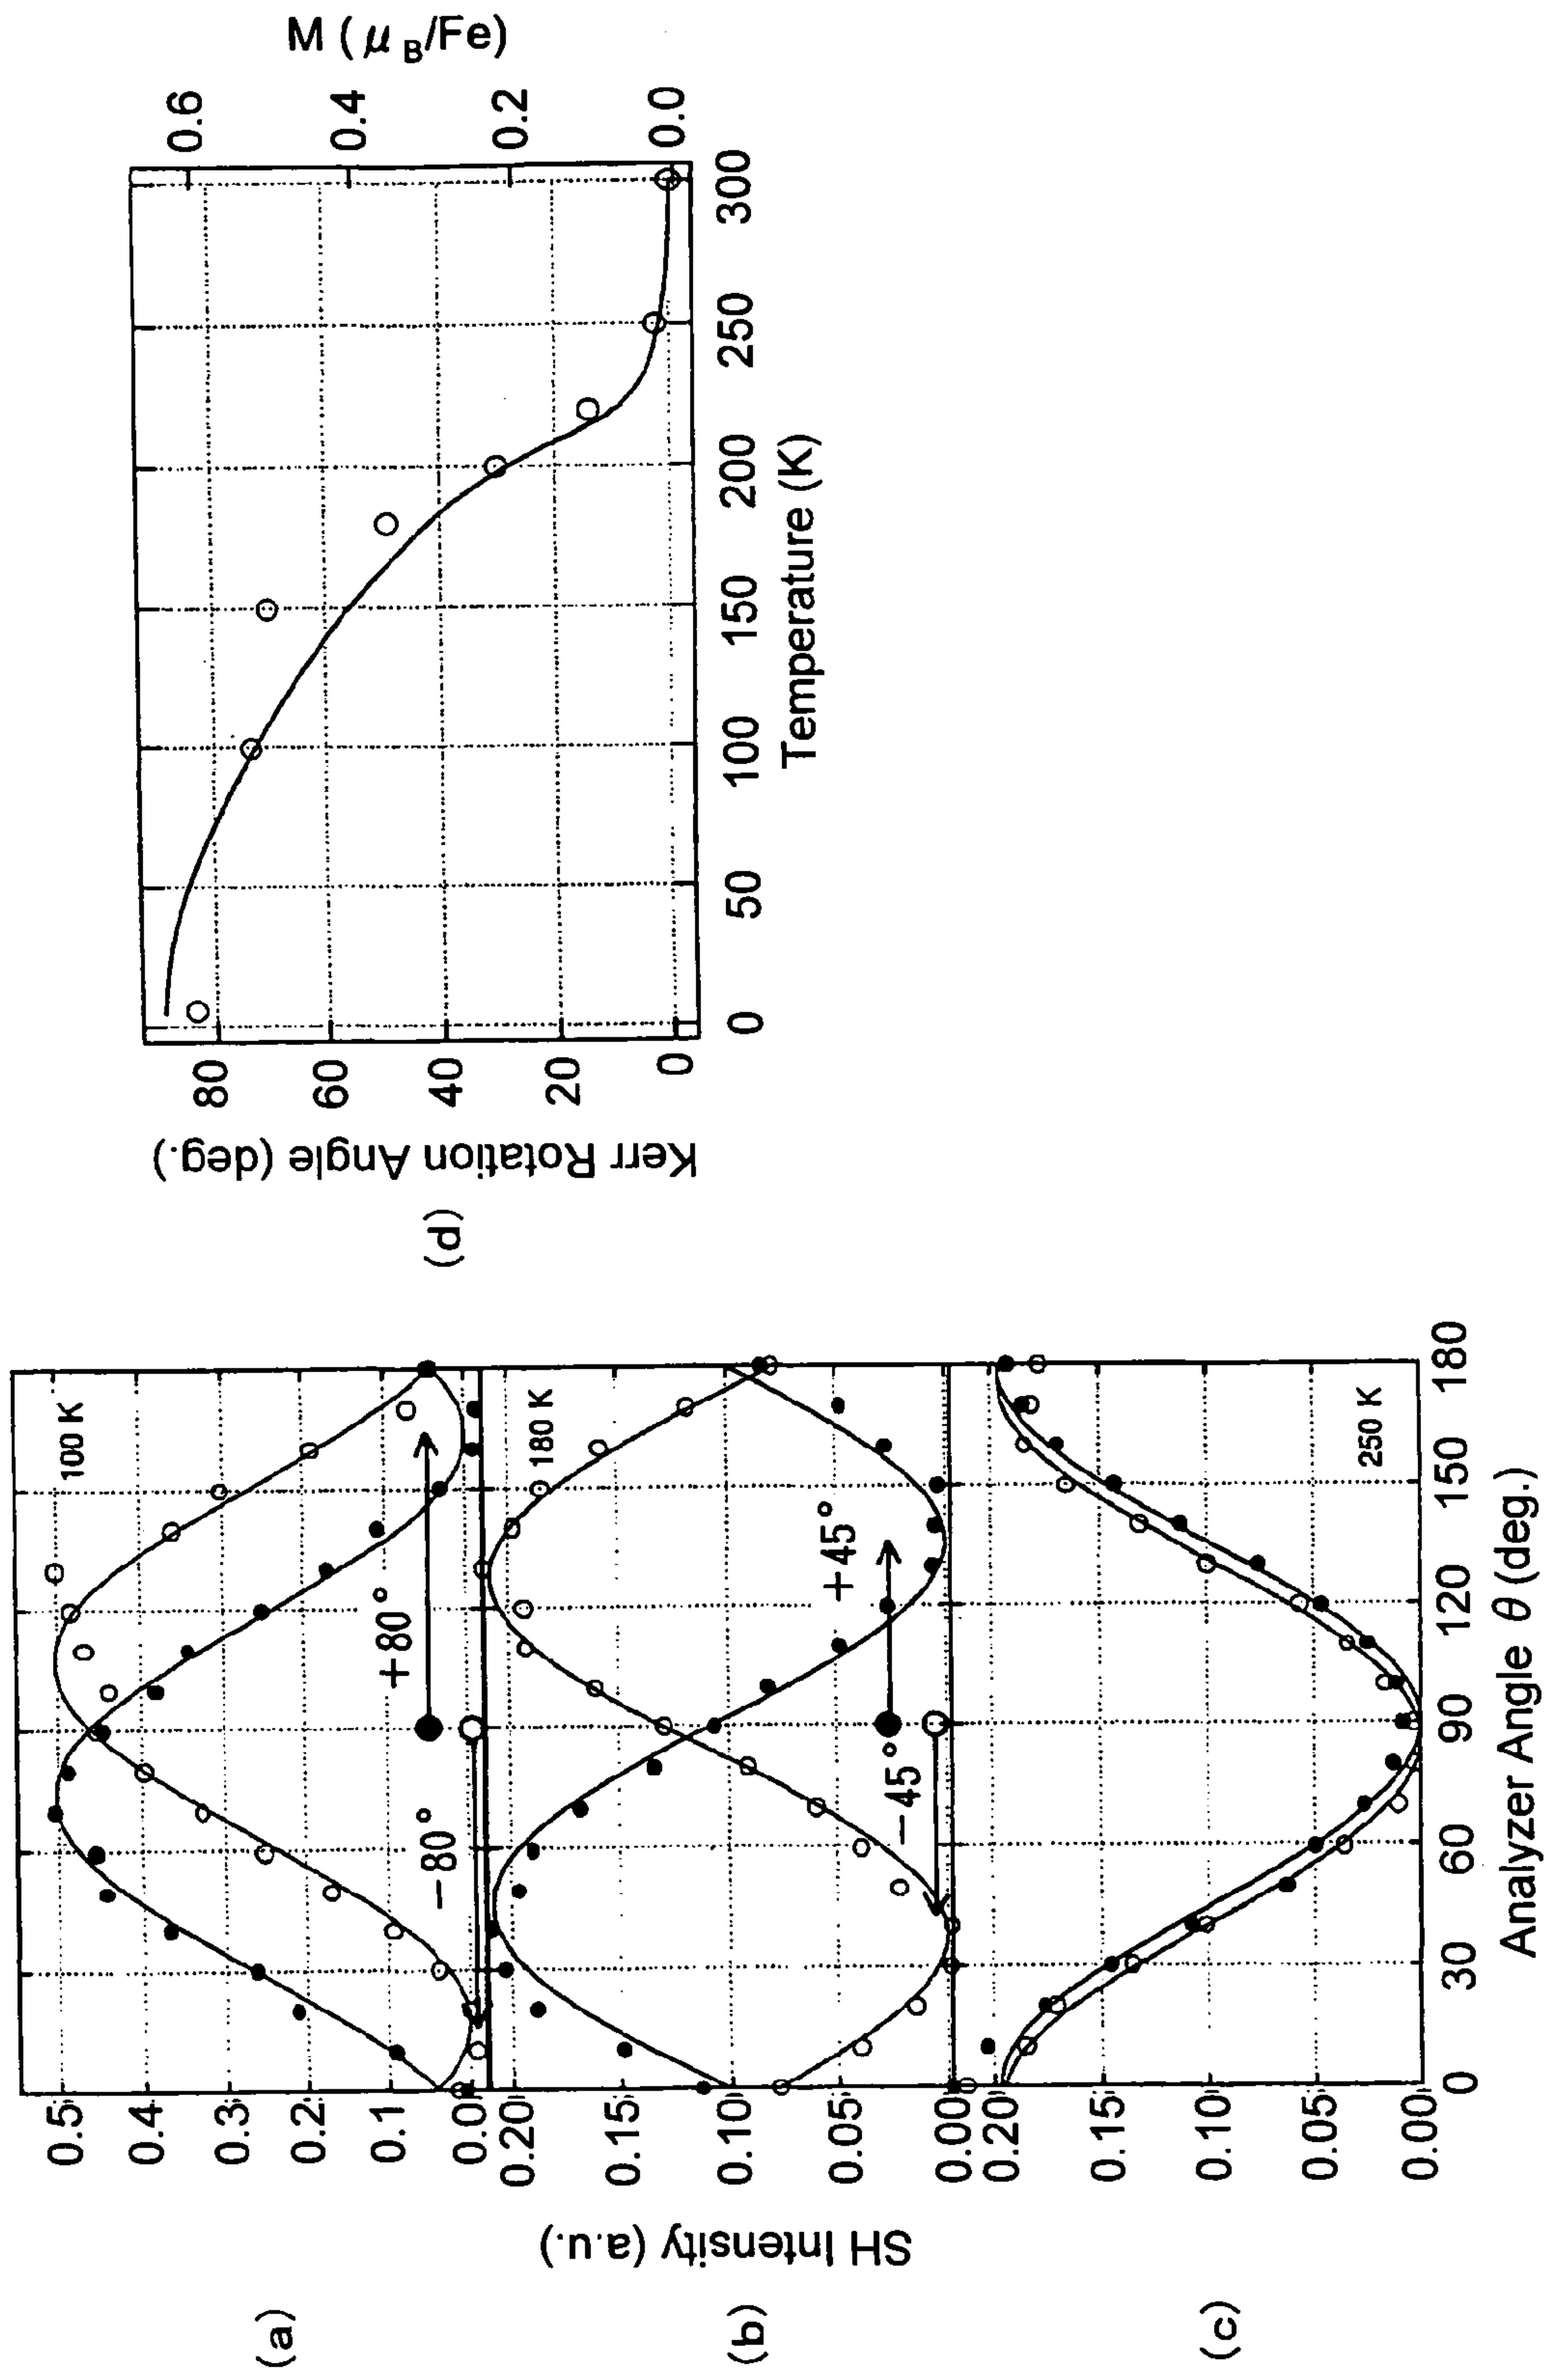 (a)
(b)
(c)
SH Intensity (a.u.)
0.5
0.4
0.3
0.2
0.1
0.0
100 K
+80°
−80°
0.20
0.15
0.10
0.05
0.00
180 K
+45°
−45°
0.20
0.15
0.10
0.05
0.00
250 K
0 30 60 90 120 150 180
Analyzer Angle θ (deg.)
(d)
Kerr Rotation Angle (deg.)
80
60
40
20
0
0 50 100 150 200 250 300
Temperature (K)
0.6
0.4
0.2
0.0
M (μB/Fe)